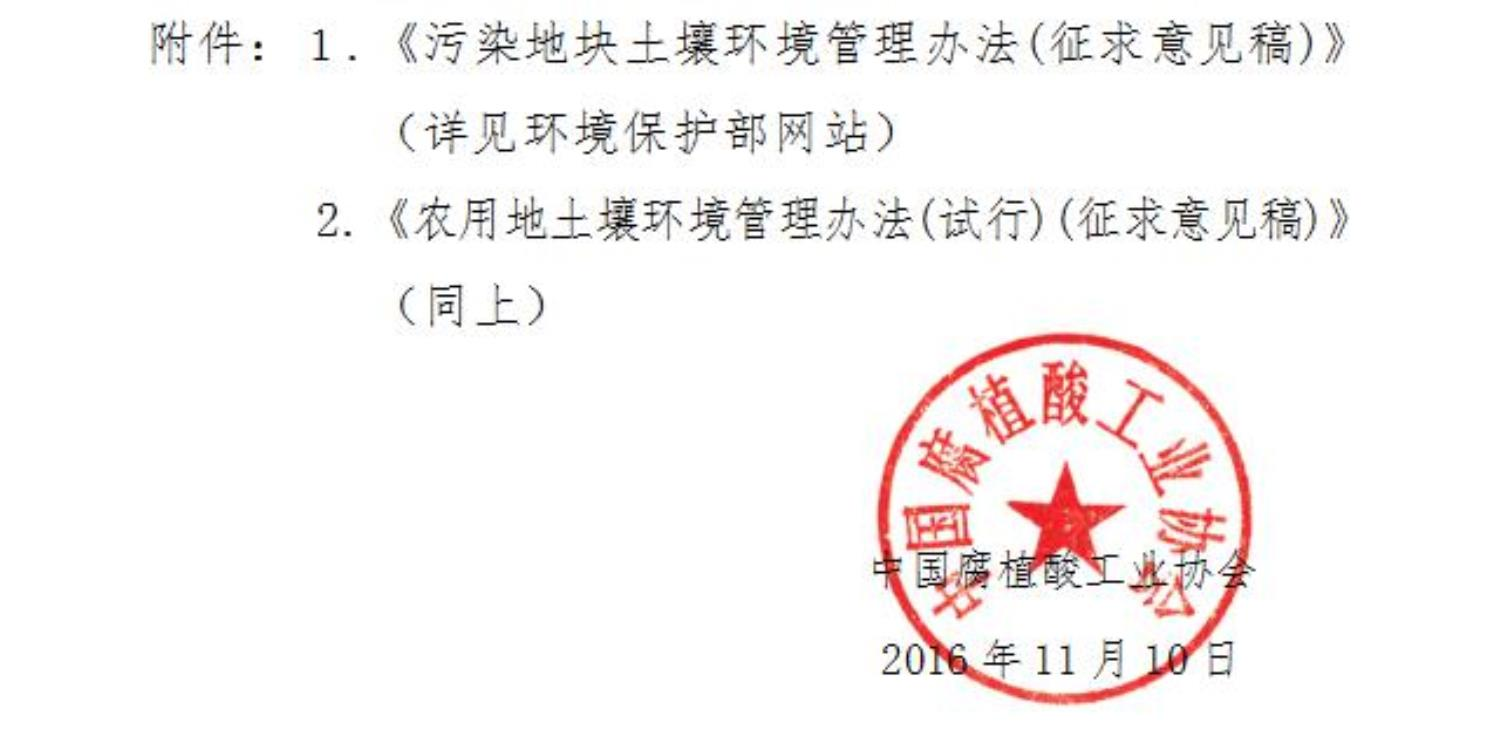 附件：1.《污染地块土壤环境管理办法(征求意见稿)》
（详见环境保护部网站）
2.《农用地土壤环境管理办法(试行)(征求意见稿)》
（同上）
中国腐植酸工业协会
中国腐植酸工业协会
2016年11月10日